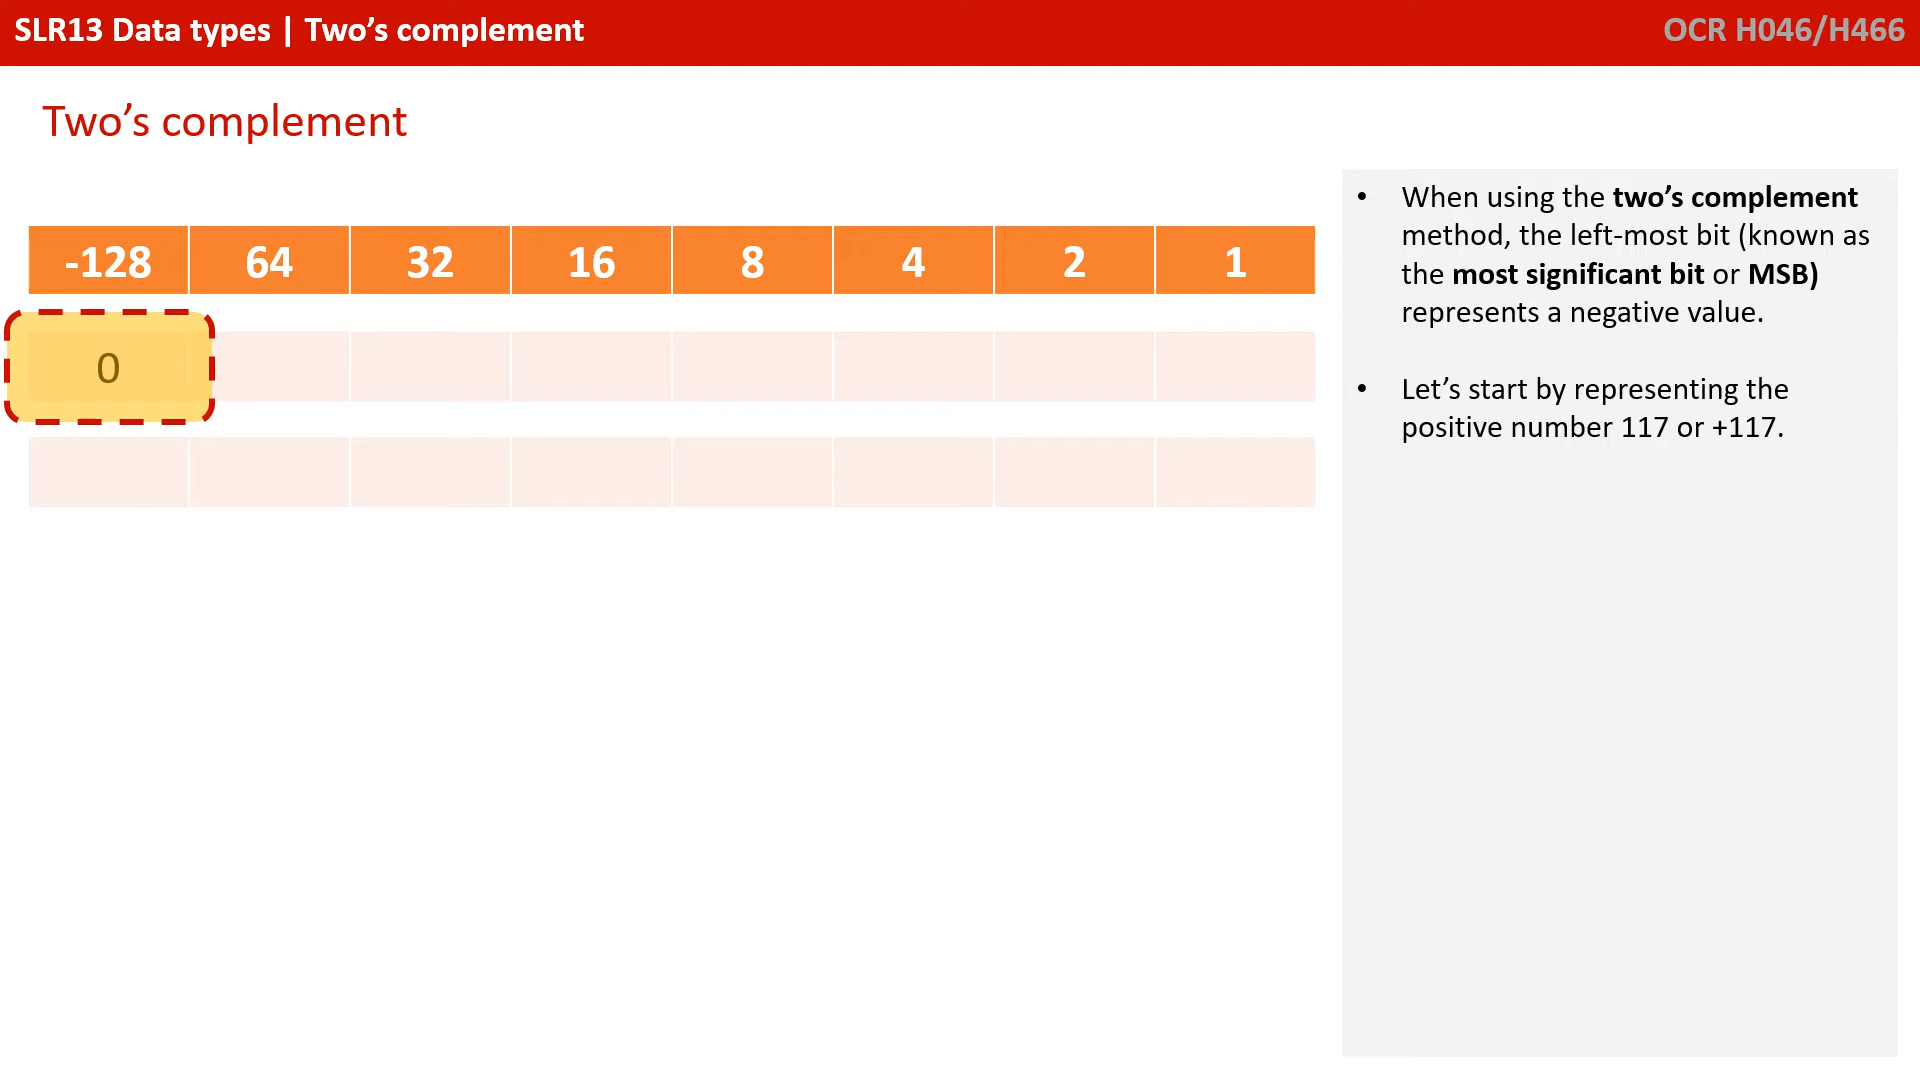 SLR13 Data types | Two’s complement
OCR H046/H466
Two’s complement
-128 64 32 16 8 4 2 1
0
• When using the two’s complement
method, the left-most bit (known as
the most significant bit or MSB)
represents a negative value.
• Let’s start by representing the
positive number 117 or +117.